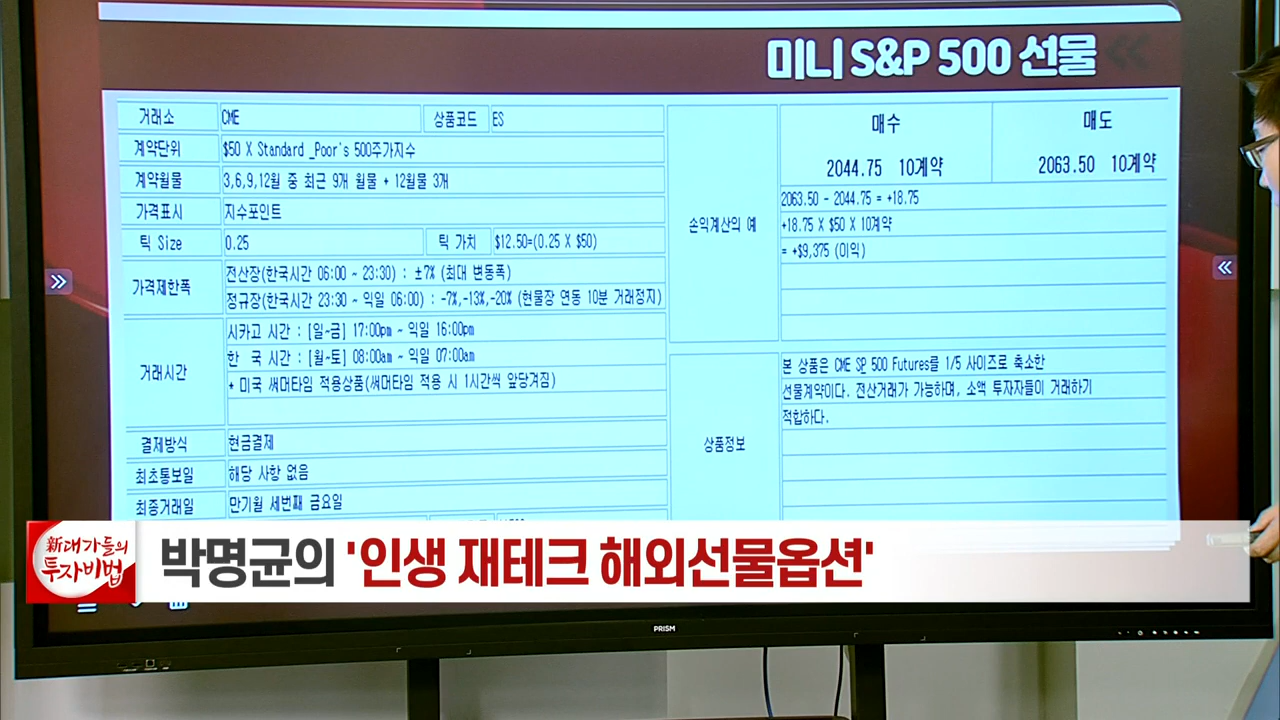 미니 S&P 500 선물
거래소 CME 상품코드 ES
계약단위 $50 X Standard _Poor's 500주가지수
계약월물 3,6,9,12월 중 최근 9개 월물 + 12월물 3개
가격표시 지수포인트
틱 Size 0.25 틱 가치 $12.50=(0.25 X $50)
가격제한폭
전산장(한국시간 06:00 ~ 23:30) : ±7% (최대 변동폭)
정규장(한국시간 23:30 ~ 익일 06:00) : -7%,-13%,-20% (현물장 연동 10분 거래정지)
거래시간
시카고 시간 : [일~금] 17:00pm ~ 익일 16:00pm
한 국 시간 : [월~토] 08:00am ~ 익일 07:00am
+ 미국 써머타임 적용상품(써머타임 적용 시 1시간씩 앞당겨짐)
결제방식 현금결제
최초통보일 해당 사항 없음
최종거래일 만기월 세번째 금요일
손익계산의 예
매수 매도
2044.75 10계약 2063.50 10계약
2063.50 - 2044.75 = +18.75
+18.75 X $50 X 10계약
= +$9,375 (이익)
상품정보
본 상품은 CME SP 500 Futures를 1/5 사이즈로 축소한
선물계약이다. 전산거래가 가능하며, 소액 투자자들이 거래하기
적합하다.
新대가들의
투자비법
박명균의 '인생 재테크 해외선물옵션'
PRISM